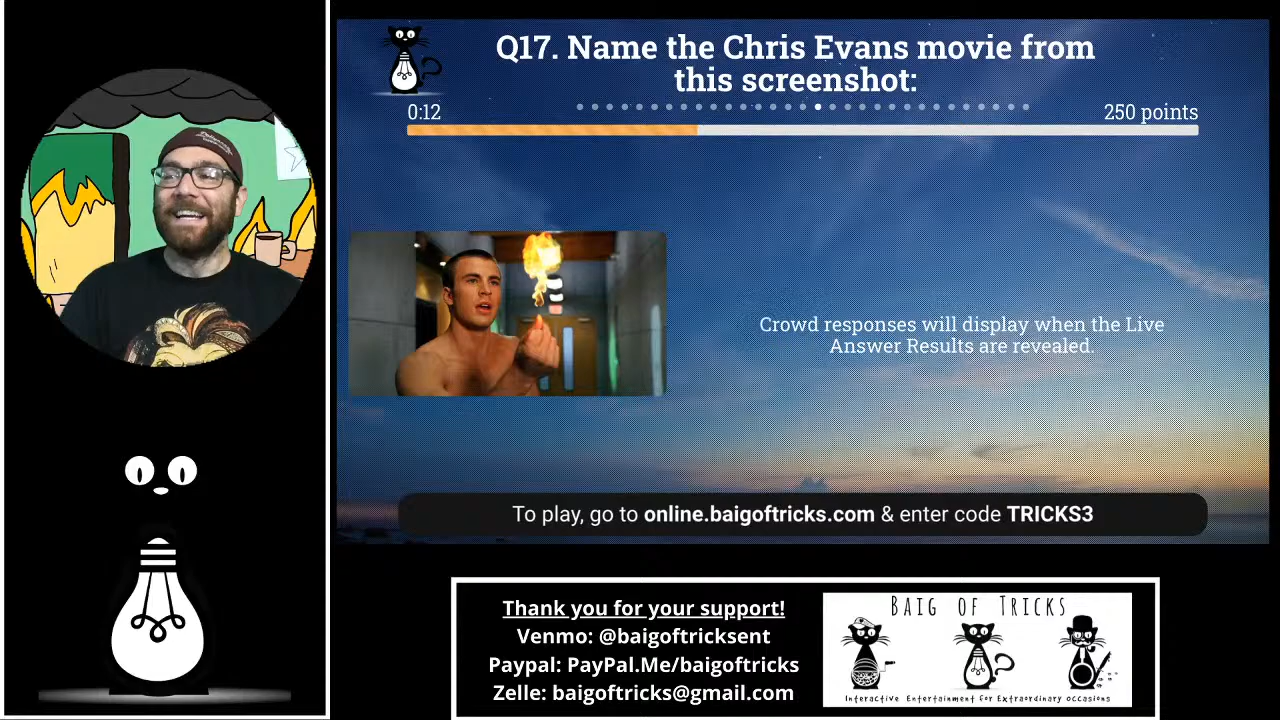 Q17. Name the Chris Evans movie from
this screenshot:
0:12
250 points
Crowd responses will display when the Live
Answer Results are revealed.
To play, go to online.baigoftricks.com & enter code TRICKS3
Thank you for your support!
Venmo: @baigoftricksent
Paypal: PayPal.Me/baigoftricks
Zelle: baigoftricks@gmail.com
BAIG OF TRICKS
Interactive Entertainment for Extraordinary Occasions